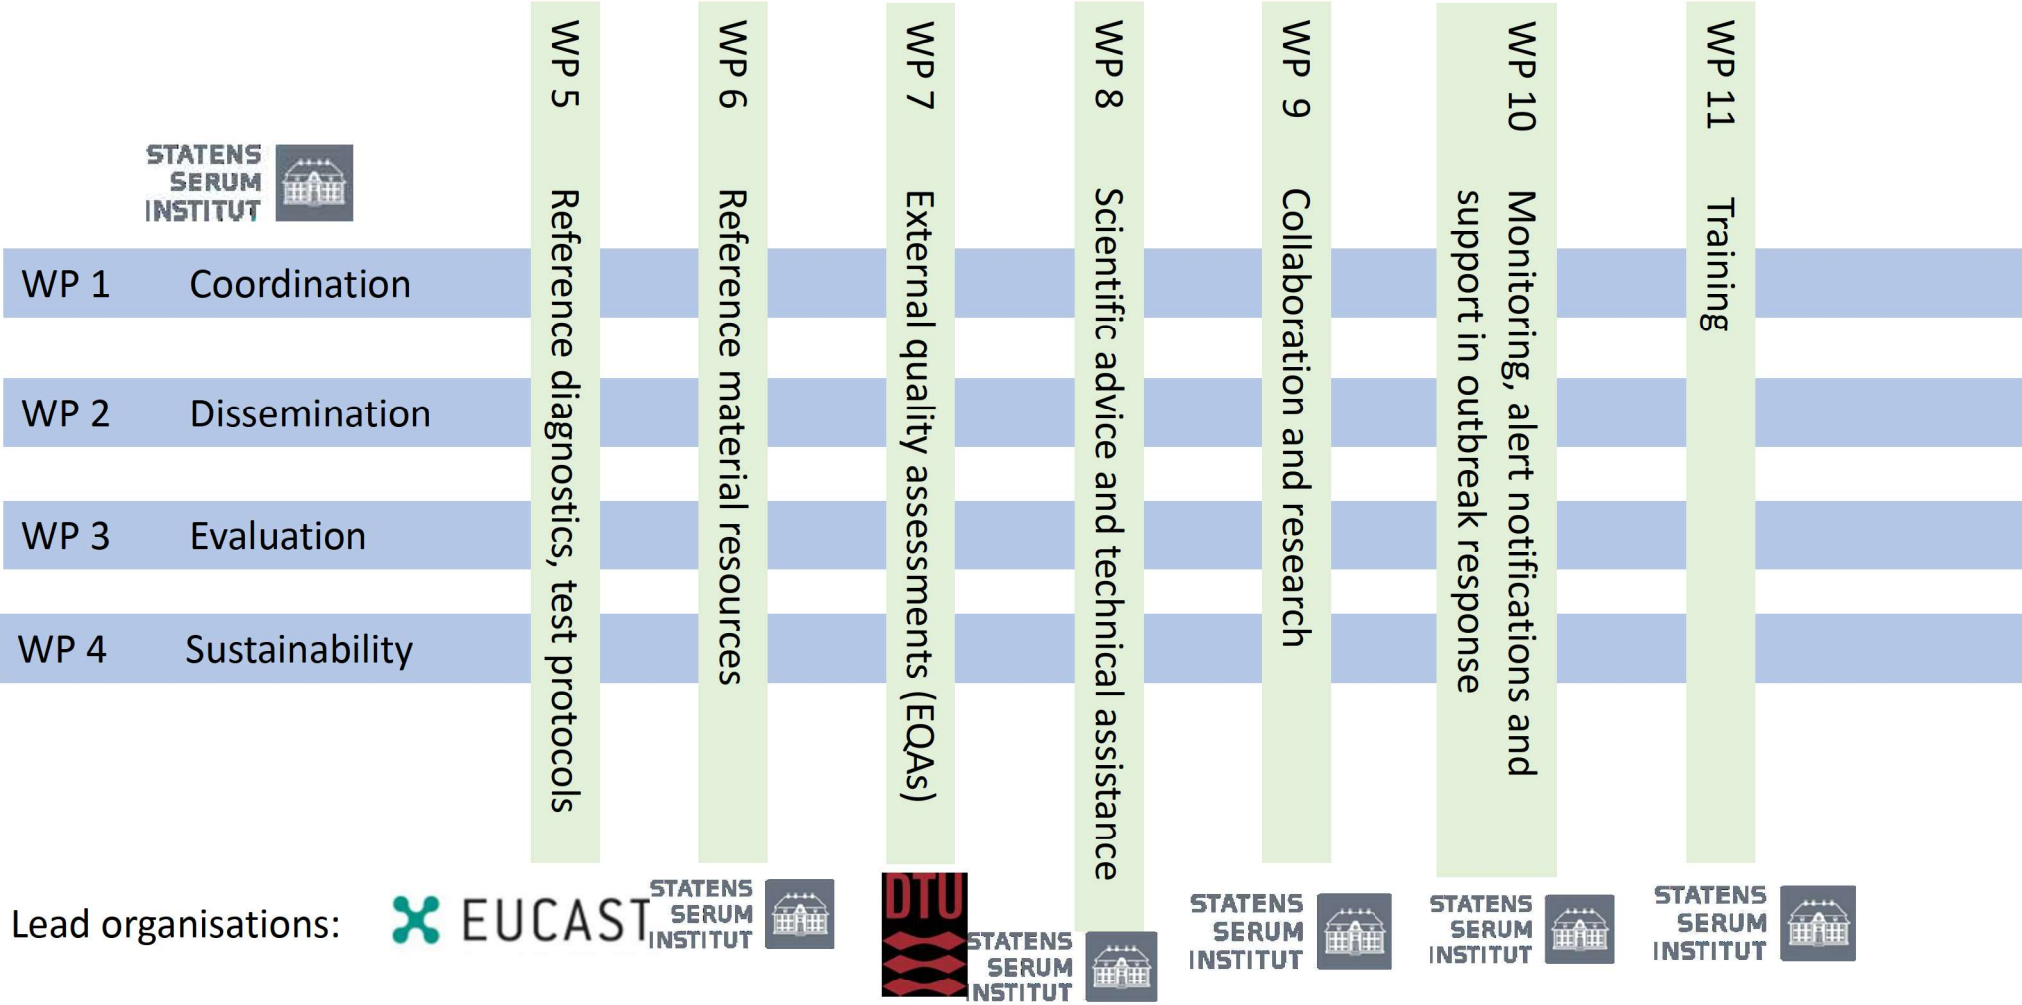 WP 5 Reference diagnostics, test protocols
WP 6 Reference material resources
WP 7 External quality assessments (EQAs)
WP 8 Scientific advice and technical assistance
WP 9 Collaboration and research
WP 10 Monitoring, alert notifications and
support in outbreak response
WP 11 Training
STATENS
SERUM
INSTITUT
WP 1 Coordination
WP 2 Dissemination
WP 3 Evaluation
WP 4 Sustainability
Lead organisations:
EUCAST
STATENS
SERUM
INSTITUT
DTU
STATENS
SERUM
INSTITUT
STATENS
SERUM
INSTITUT
STATENS
SERUM
INSTITUT
STATENS
SERUM
INSTITUT